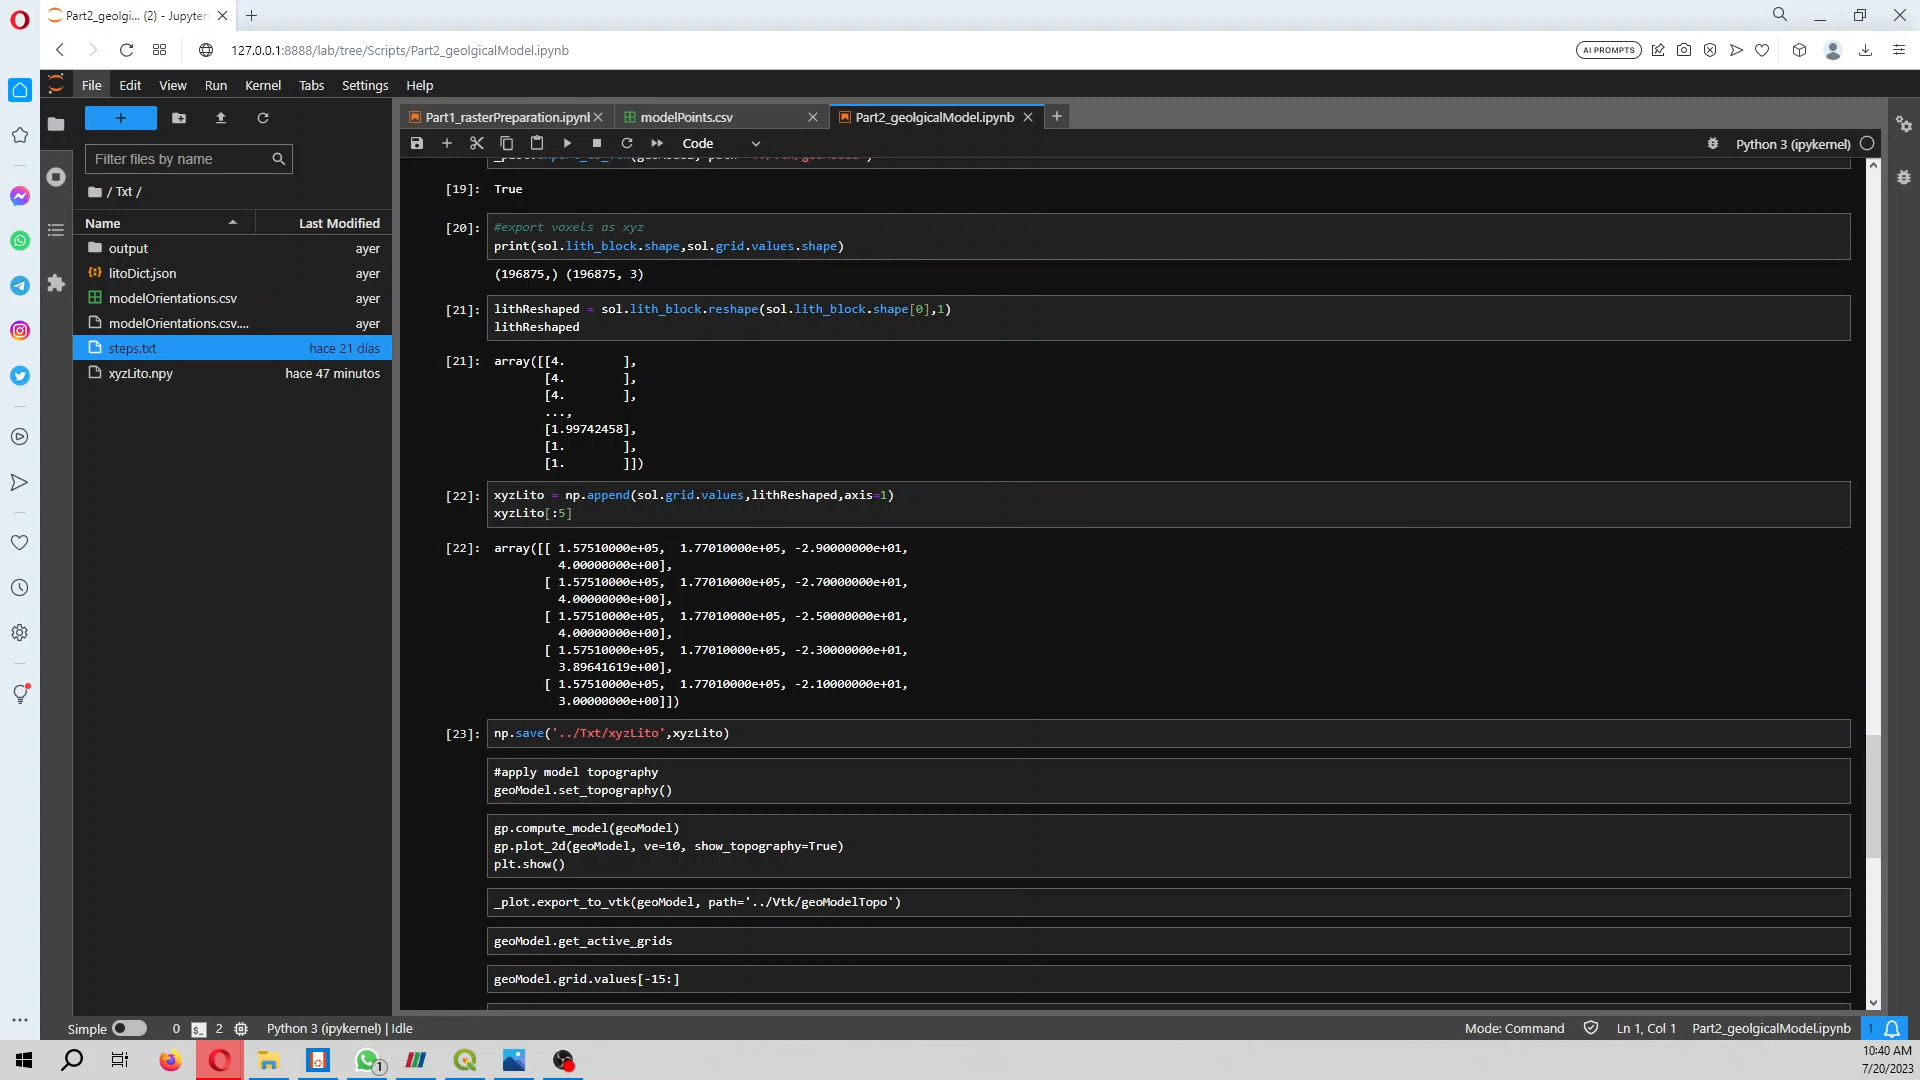 Part2_geolgi... (2) - Jupyter
127.0.0.1:8888/lab/tree/Scripts/Part2_geolgicalModel.ipynb
AI PROMPTS
File Edit View Run Kernel Tabs Settings Help
Part1_rasterPreparation.ipynl
modelPoints.csv
Part2_geolgicalModel.ipynb
Code
Python 3 (ipykernel)
Filter files by name
/ Txt /
Name Last Modified
output ayer
litoDict.json ayer
modelOrientations.csv ayer
modelOrientations.csv.... ayer
steps.txt hace 21 días
xyzLito.npy hace 47 minutos
[19]: True
[20]: #export voxels as xyz
print(sol.lith_block.shape,sol.grid.values.shape)
(196875,) (196875, 3)
[21]: lithReshaped = sol.lith_block.reshape(sol.lith_block.shape[0],1)
lithReshaped
[21]: array([[4. ],
[4. ],
[4. ],
...,
[1.99742458],
[1. ],
[1. ]])
[22]: xyzLito = np.append(sol.grid.values,lithReshaped,axis=1)
xyzLito[:5]
[22]: array([[ 1.57510000e+05, 1.77010000e+05, -2.90000000e+01,
4.00000000e+00],
[ 1.57510000e+05, 1.77010000e+05, -2.70000000e+01,
4.00000000e+00],
[ 1.57510000e+05, 1.77010000e+05, -2.50000000e+01,
4.00000000e+00],
[ 1.57510000e+05, 1.77010000e+05, -2.30000000e+01,
3.89641619e+00],
[ 1.57510000e+05, 1.77010000e+05, -2.10000000e+01,
3.00000000e+00]])
[23]: np.save('../Txt/xyzLito',xyzLito)
#apply model topography
geoModel.set_topography()
gp.compute_model(geoModel)
gp.plot_2d(geoModel, ve=10, show_topography=True)
plt.show()
_plot.export_to_vtk(geoModel, path='../Vtk/geoModelTopo')
geoModel.get_active_grids
geoModel.grid.values[-15:]
Simple 0 $_ 2 Python 3 (ipykernel) | Idle
Mode: Command Ln 1, Col 1 Part2_geolgicalModel.ipynb 1
1
10:40 AM
7/20/2023